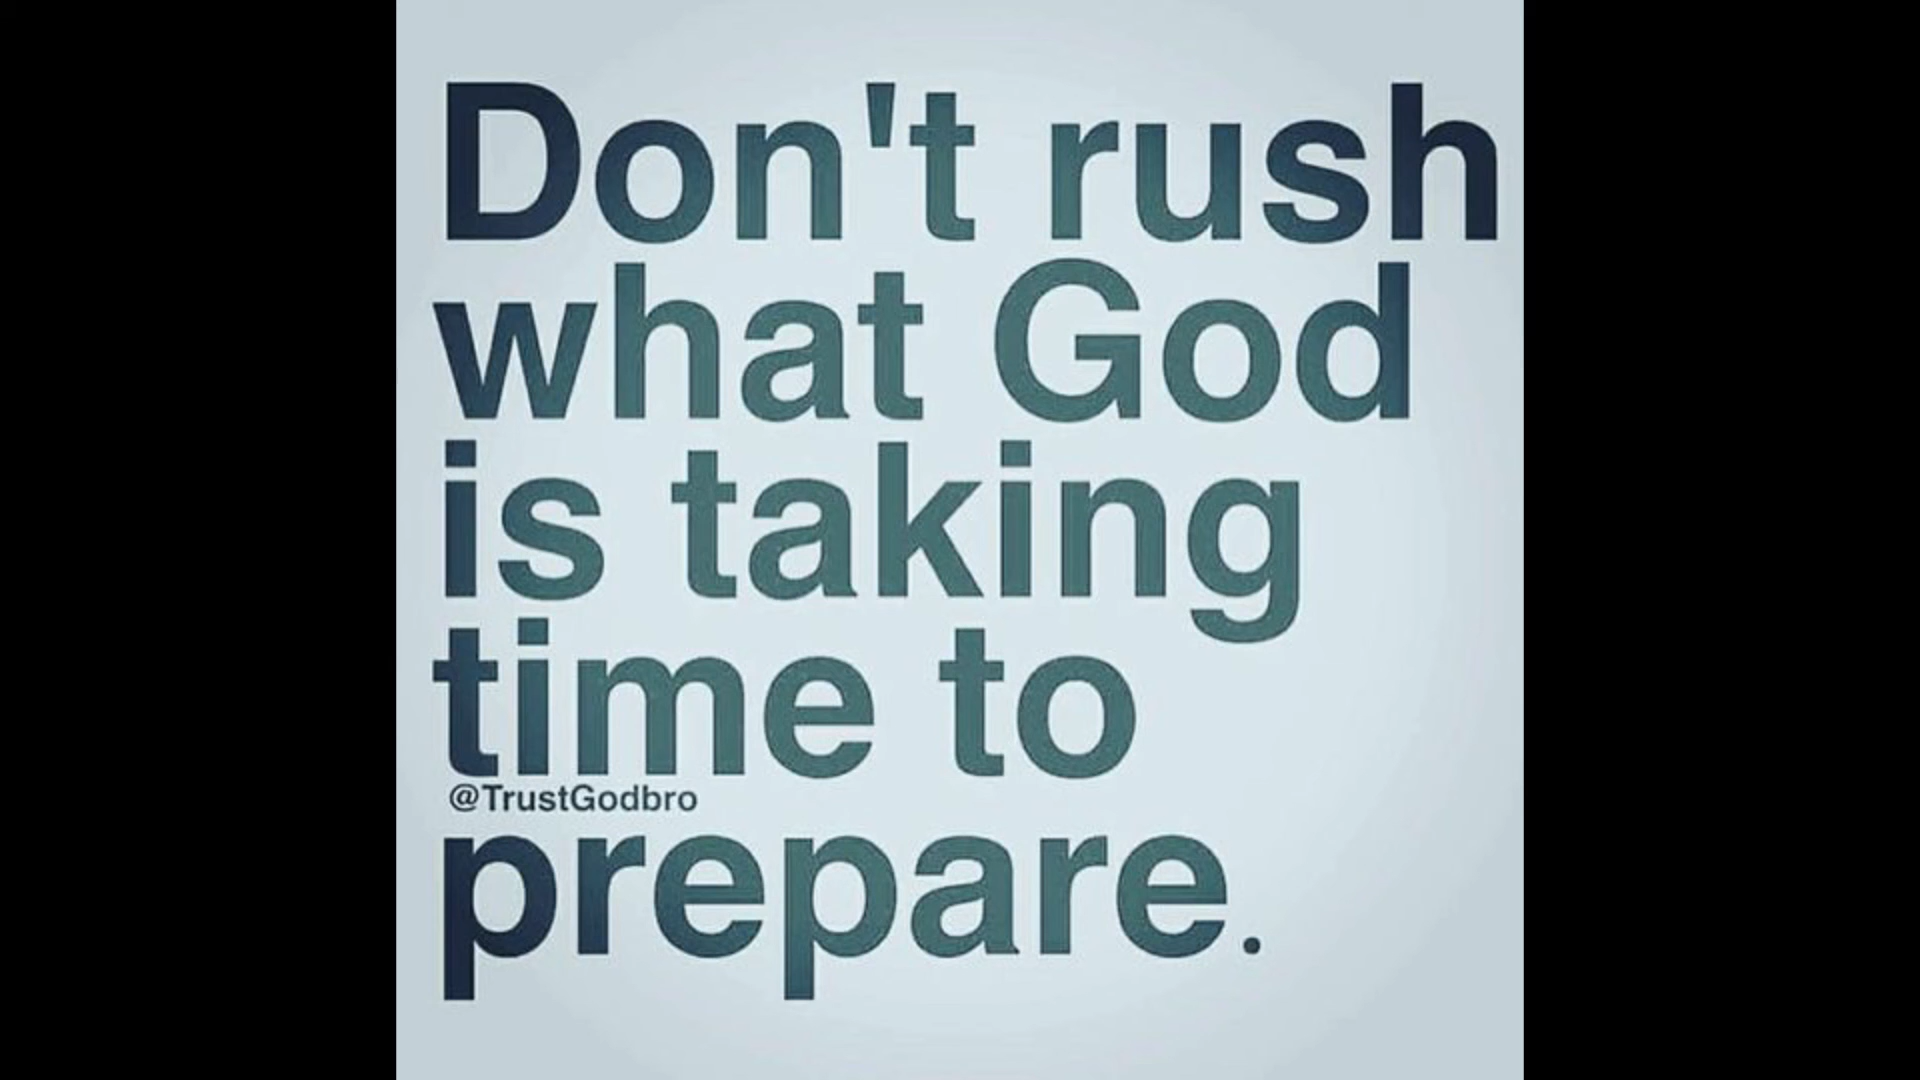 Don't rush
what God
is taking
time to
@TrustGodbro
prepare.